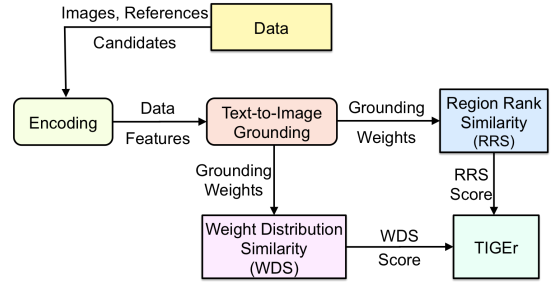 Images, References
Candidates
Data
Encoding
Data
Features
Text-to-Image
Grounding
Grounding
Weights
Region Rank
Similarity
(RRS)
Grounding
Weights
RRS
Score
Weight Distribution
Similarity
(WDS)
WDS
Score
TIGEr